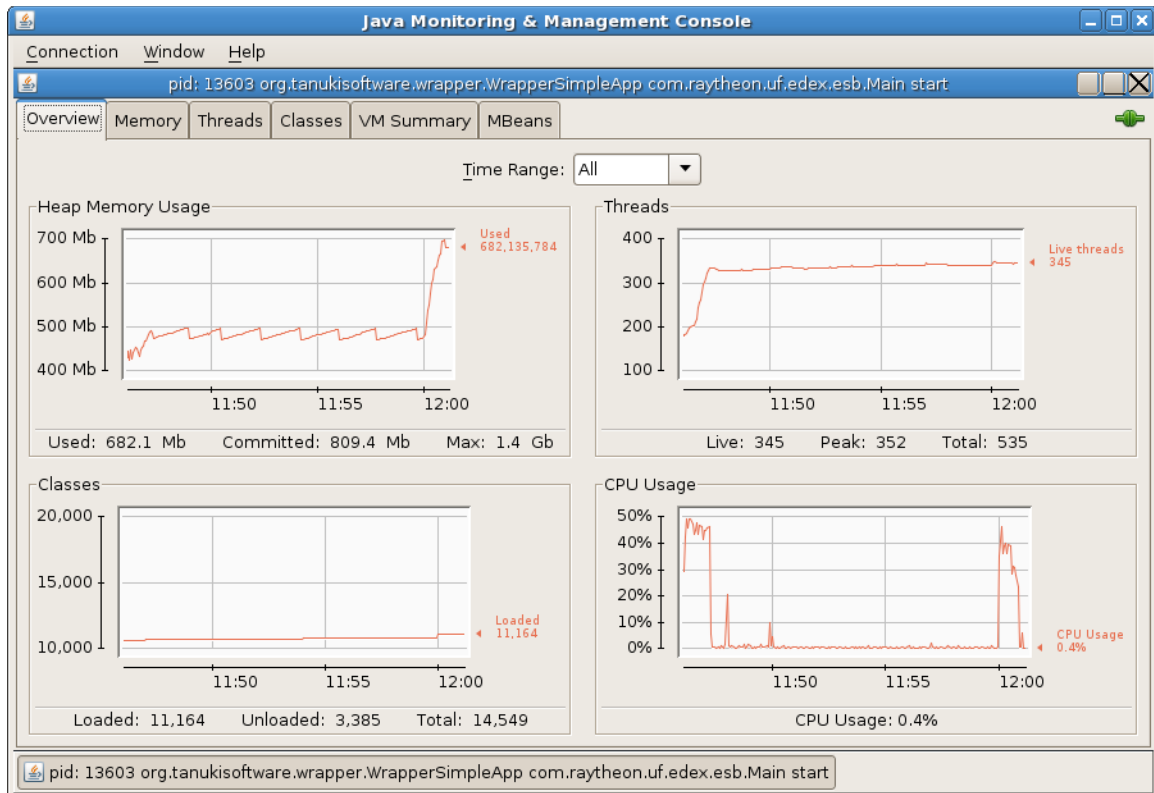 Java Monitoring & Management Console
Connection Window Help
pid: 13603 org.tanukisoftware.wrapper.WrapperSimpleApp com.raytheon.uf.edex.esb.Main start
Overview Memory Threads Classes VM Summary MBeans
Time Range: All
Heap Memory Usage
700 Mb
600 Mb
500 Mb
400 Mb
Used
682,135,784
11:50 11:55 12:00
Used: 682.1 Mb Committed: 809.4 Mb Max: 1.4 Gb
Threads
400
300
200
100
Live threads
345
11:50 11:55 12:00
Live: 345 Peak: 352 Total: 535
Classes
20,000
15,000
10,000
Loaded
11,164
11:50 11:55 12:00
Loaded: 11,164 Unloaded: 3,385 Total: 14,549
CPU Usage
50%
40%
30%
20%
10%
0%
CPU Usage
0.4%
11:50 11:55 12:00
CPU Usage: 0.4%
pid: 13603 org.tanukisoftware.wrapper.WrapperSimpleApp com.raytheon.uf.edex.esb.Main start